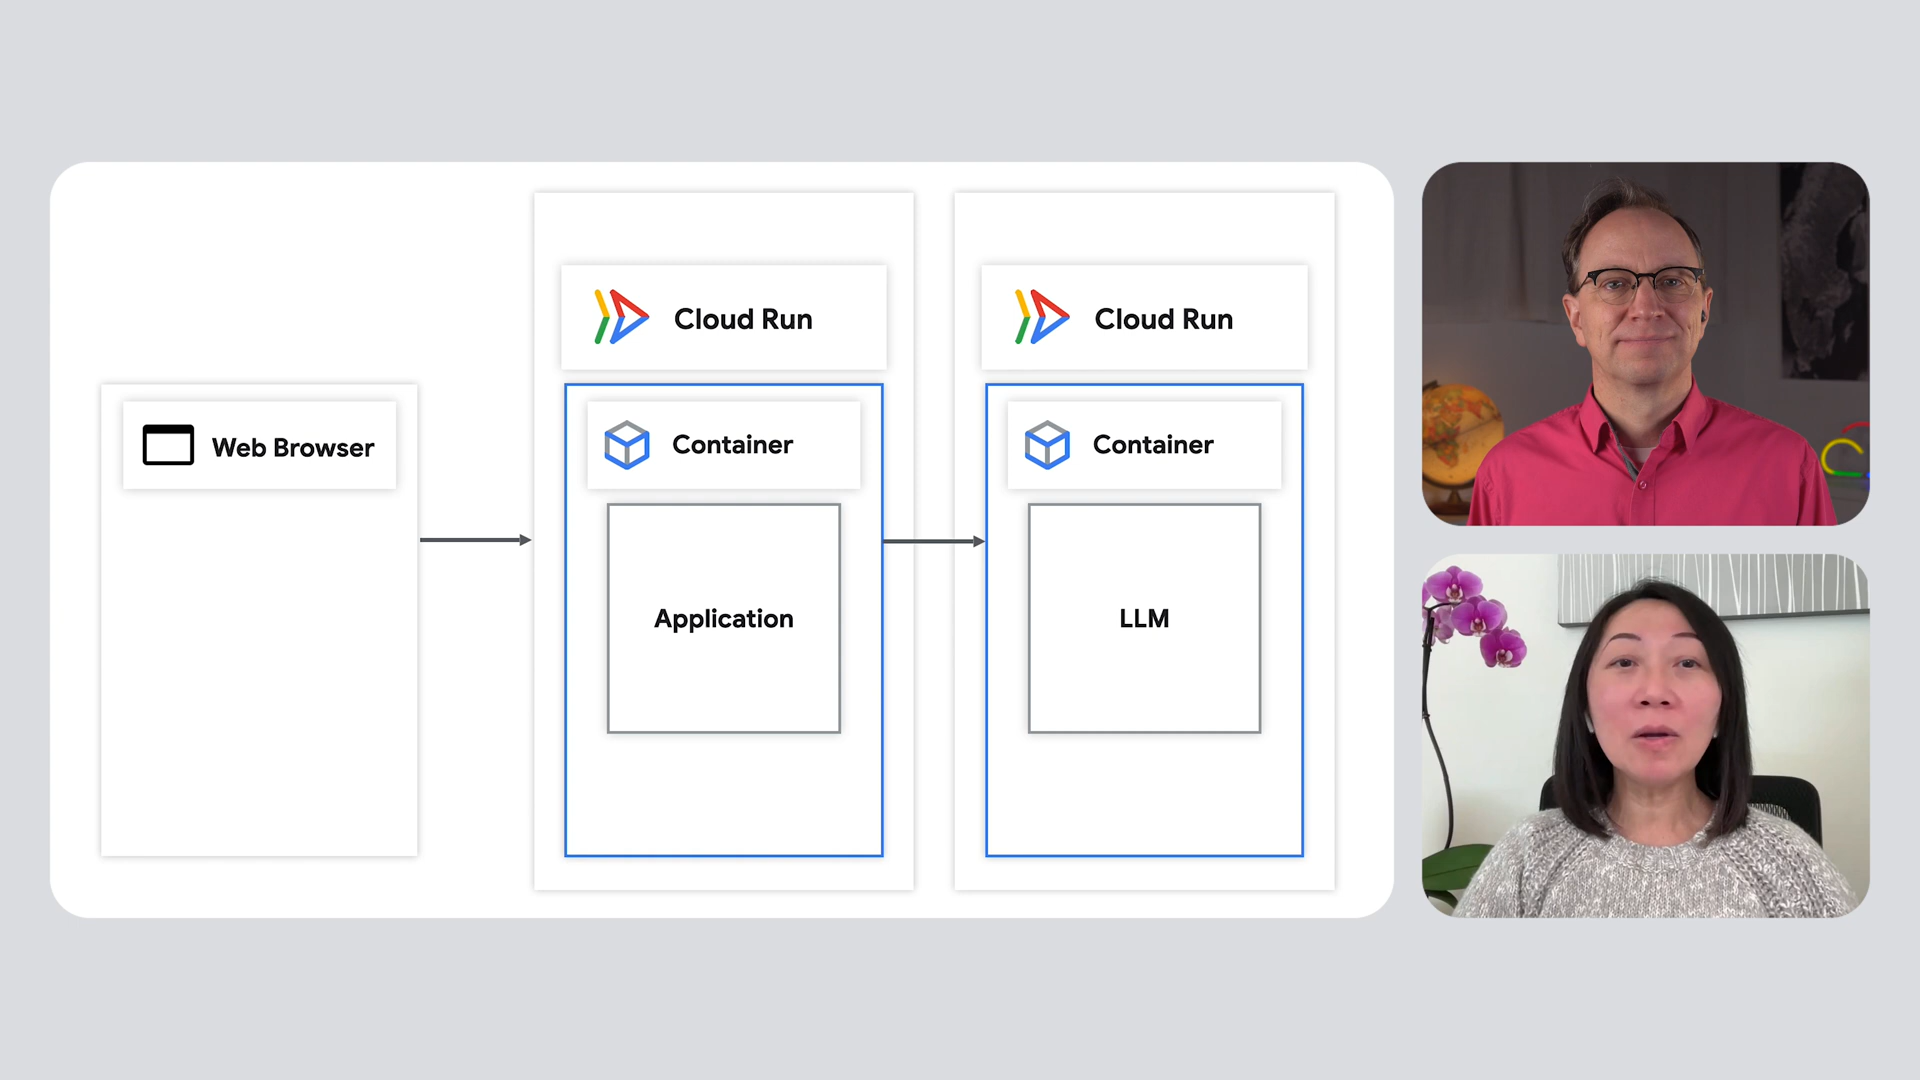 Web Browser
Cloud Run
Container
Application
Cloud Run
Container
LLM